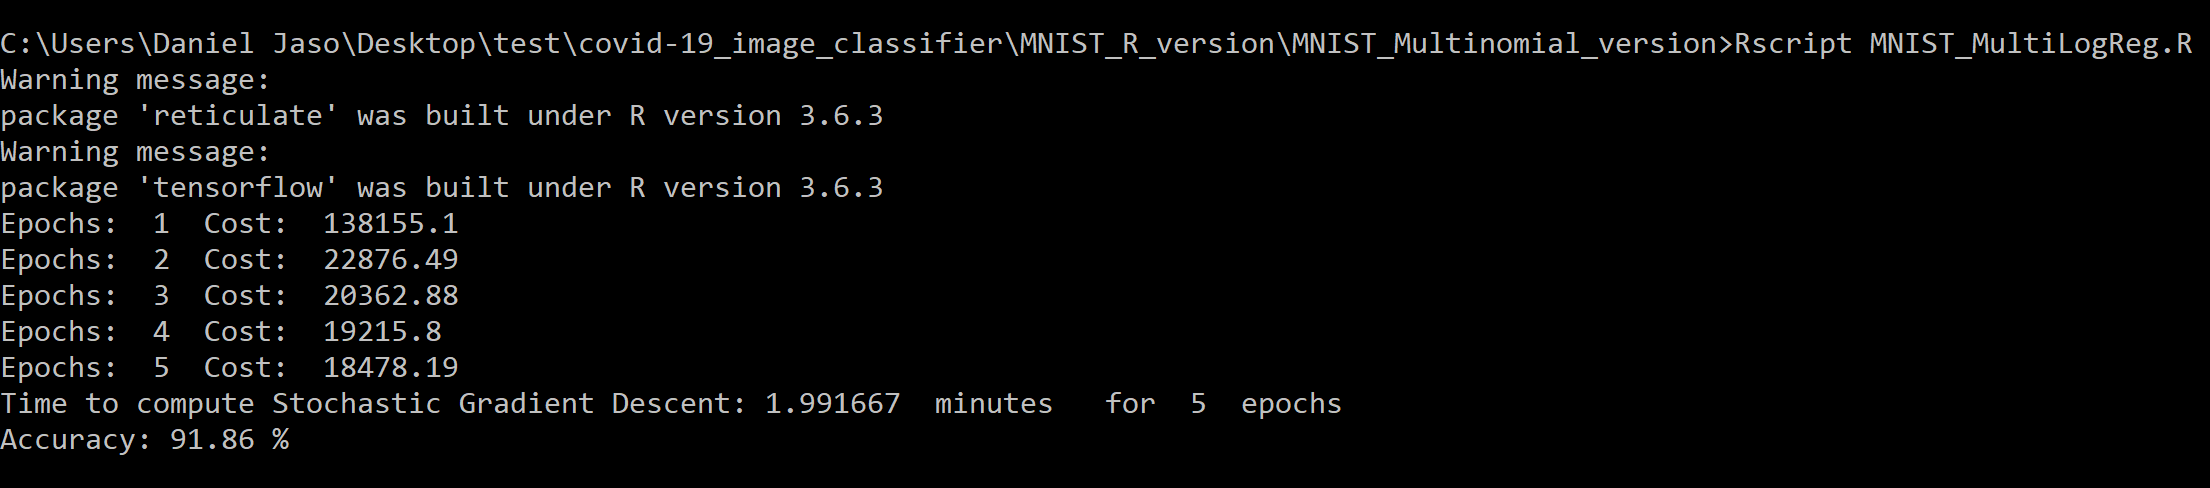 C:\Users\Daniel Jaso\Desktop\test\covid-19_image_classifier\MNIST_R_version\MNIST_Multinomial_version>Rscript MNIST_MultiLogReg.R
Warning message:
package 'reticulate' was built under R version 3.6.3
Warning message:
package 'tensorflow' was built under R version 3.6.3
Epochs:  1  Cost:  138155.1
Epochs:  2  Cost:  22876.49
Epochs:  3  Cost:  20362.88
Epochs:  4  Cost:  19215.8
Epochs:  5  Cost:  18478.19
Time to compute Stochastic Gradient Descent: 1.991667  minutes   for  5  epochs
Accuracy: 91.86 %